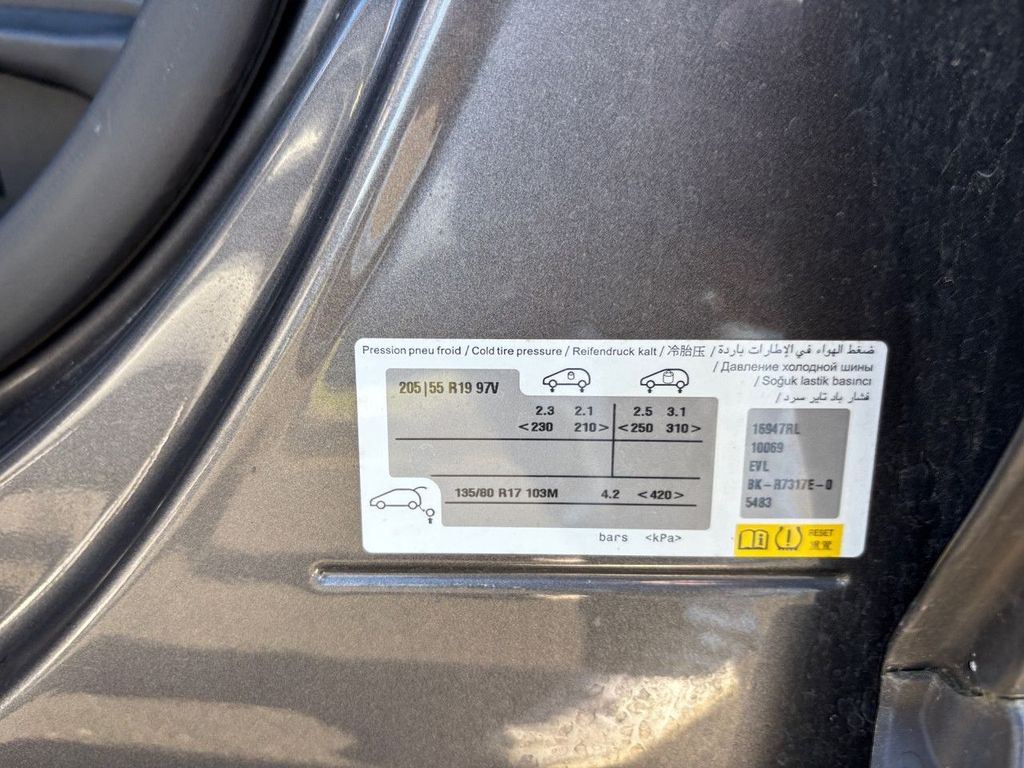 Pression pneu froid / Cold tire pressure / Reifendruck kalt / 冷胎压 / ضغط الهواء في الإطارات باردة
/ Давление холодной шины
/ Soğuk lastik basıncı
/ فشار باد تایر سرد
205|55 R19 97V
2.3 2.1 2.5 3.1
<230 210> <250 310>
135/80 R17 103M 4.2 <420>
bars <kPa>
16947RL
10069
EVL
BK-R7317E-0
5483
RESET